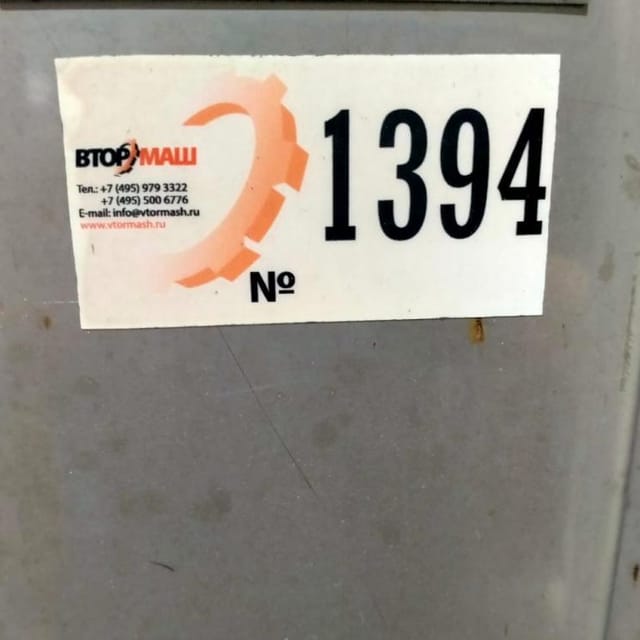 ВТОРМАШ
Тел.: +7 (495) 979 3322
+7 (495) 500 6776
E-mail: info@vtormash.ru
www.vtormash.ru
№ 1394